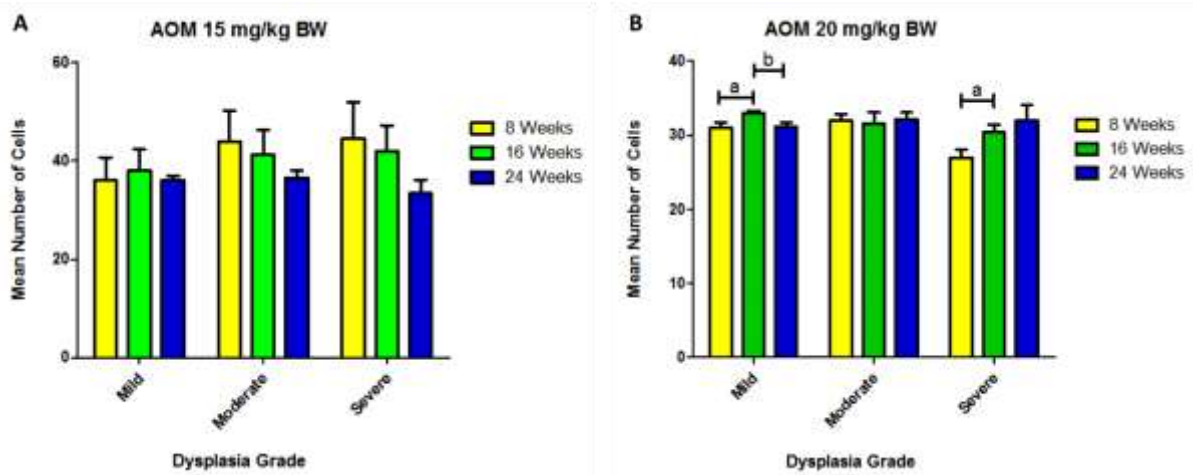 A
AOM 15 mg/kg BW
Mean Number of Cells
60
40
20
0
8 Weeks
16 Weeks
24 Weeks
Mild
Moderate
Severe
Dysplasia Grade
B
AOM 20 mg/kg BW
Mean Number of Cells
40
30
20
10
0
a
b
a
8 Weeks
16 Weeks
24 Weeks
Mild
Moderate
Severe
Dysplasia Grade